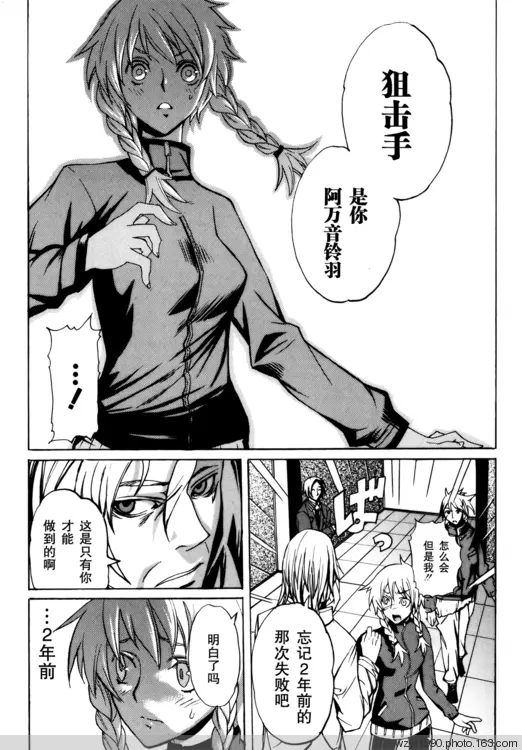 狙击手
是你
阿万音铃羽
…!
这是只有你
才能
做到的啊
怎么会
但是我!!
ばっ
忘记2年前的
那次失败吧
…2年前
明白了吗